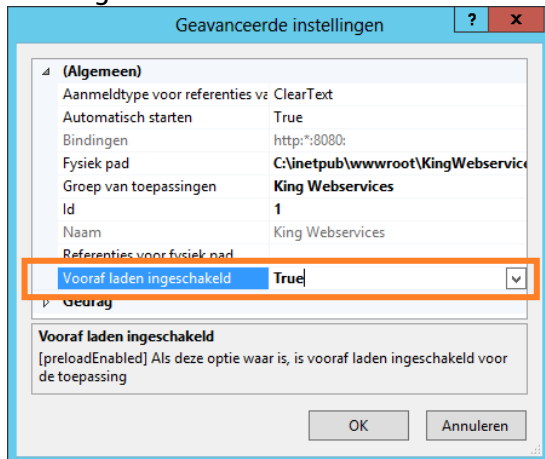 Geavanceerde instellingen ? x
(Algemeen)
Aanmeldtype voor referenties va ClearText
Automatisch starten True
Bindingen http:*:8080:
Fysiek pad C:\inetpub\wwwroot\KingWebservice
Groep van toepassingen King Webservices
Id 1
Naam King Webservices
Referenties voor fysiek pad
Vooraf laden ingeschakeld True
Gedrag
Vooraf laden ingeschakeld
[preloadEnabled] Als deze optie waar is, is vooraf laden ingeschakeld voor
de toepassing
OK Annuleren